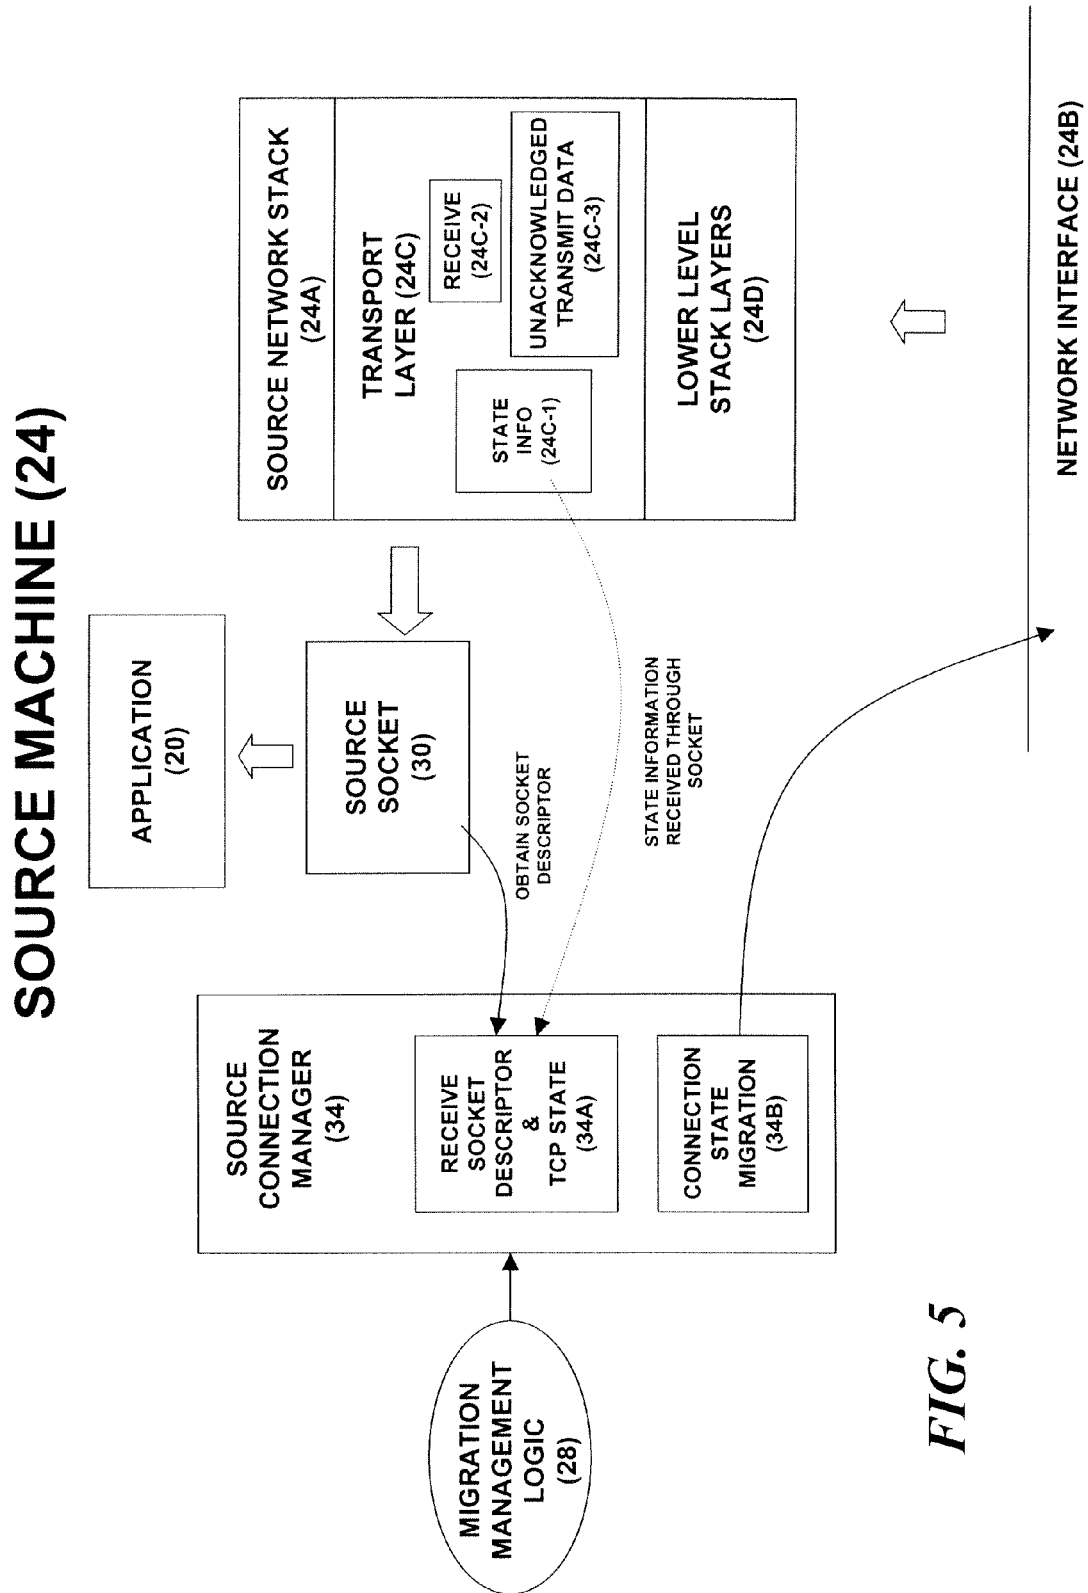 SOURCE MACHINE (24)
APPLICATION
(20)
SOURCE NETWORK STACK
(24A)
TRANSPORT
LAYER (24C)
RECEIVE
(24C-2)
UNACKNOWLEDGED
TRANSMIT DATA
(24C-3)
STATE
INFO
(24C-1)
LOWER LEVEL
STACK LAYERS
(24D)
SOURCE
SOCKET
(30)
OBTAIN SOCKET
DESCRIPTOR
STATE INFORMATION
RECEIVED THROUGH
SOCKET
SOURCE
CONNECTION
MANAGER
(34)
RECEIVE
SOCKET
DESCRIPTOR
&
TCP STATE
(34A)
CONNECTION
STATE
MIGRATION
(34B)
MIGRATION
MANAGEMENT
LOGIC
(28)
NETWORK INTERFACE (24B)
FIG. 5